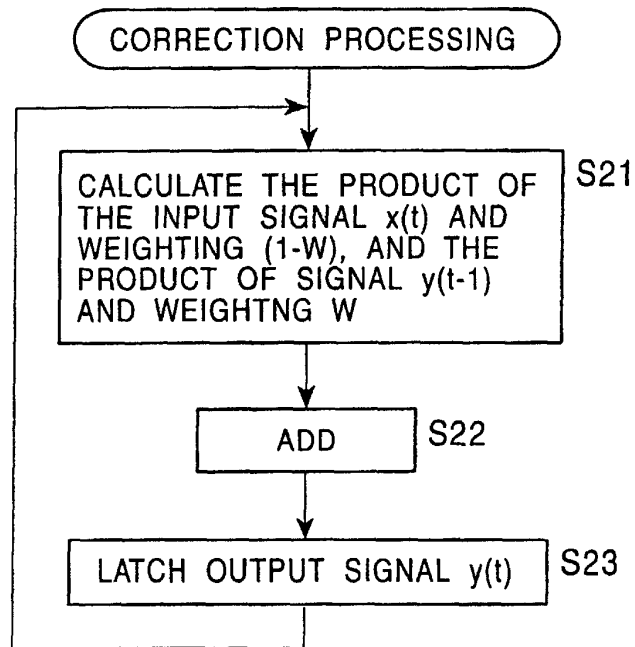 CORRECTION PROCESSING
S21
CALCULATE THE PRODUCT OF
THE INPUT SIGNAL x(t) AND
WEIGHTING (1-W), AND THE
PRODUCT OF SIGNAL y(t-1)
AND WEIGHTNG W
ADD
S22
LATCH OUTPUT SIGNAL y(t)
S23